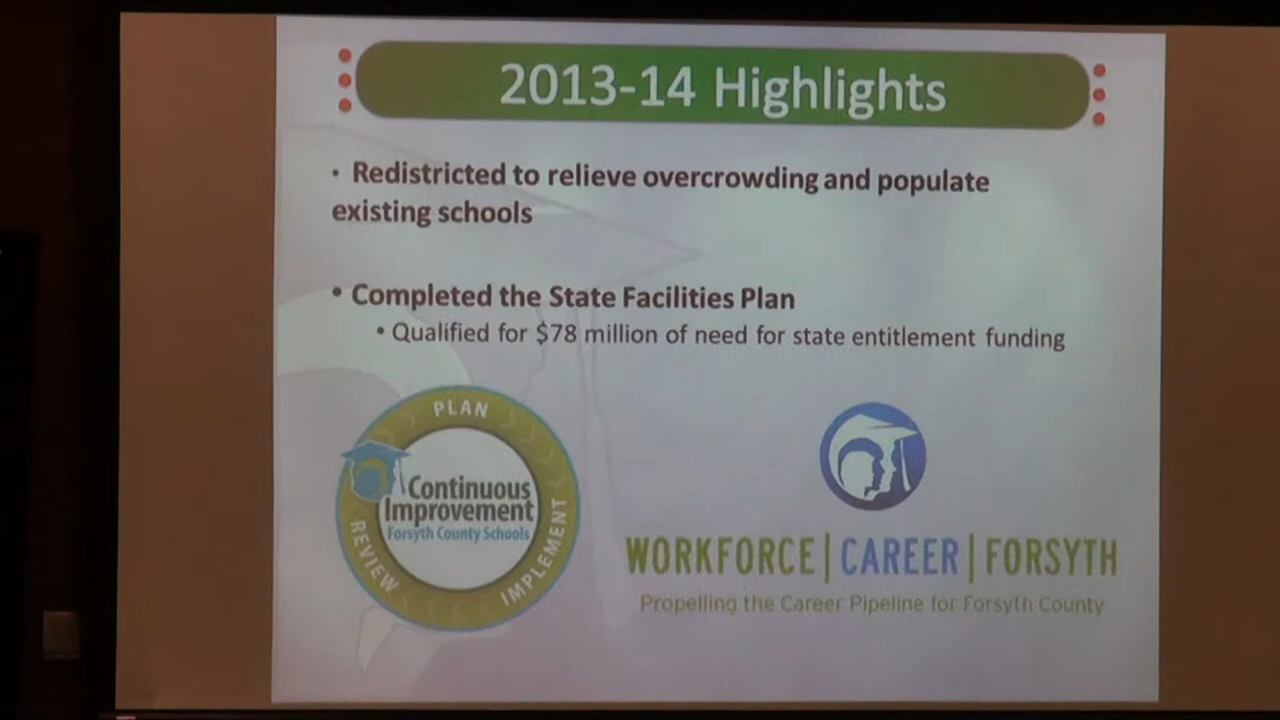 2013-14 Highlights
• Redistricted to relieve overcrowding and populate
existing schools
• Completed the State Facilities Plan
• Qualified for $78 million of need for state entitlement funding
PLAN
Continuous
Improvement
Forsyth County Schools
REVIEW
IMPLEMENT
WORKFORCE | CAREER | FORSYTH
Propelling the Career Pipeline for Forsyth County